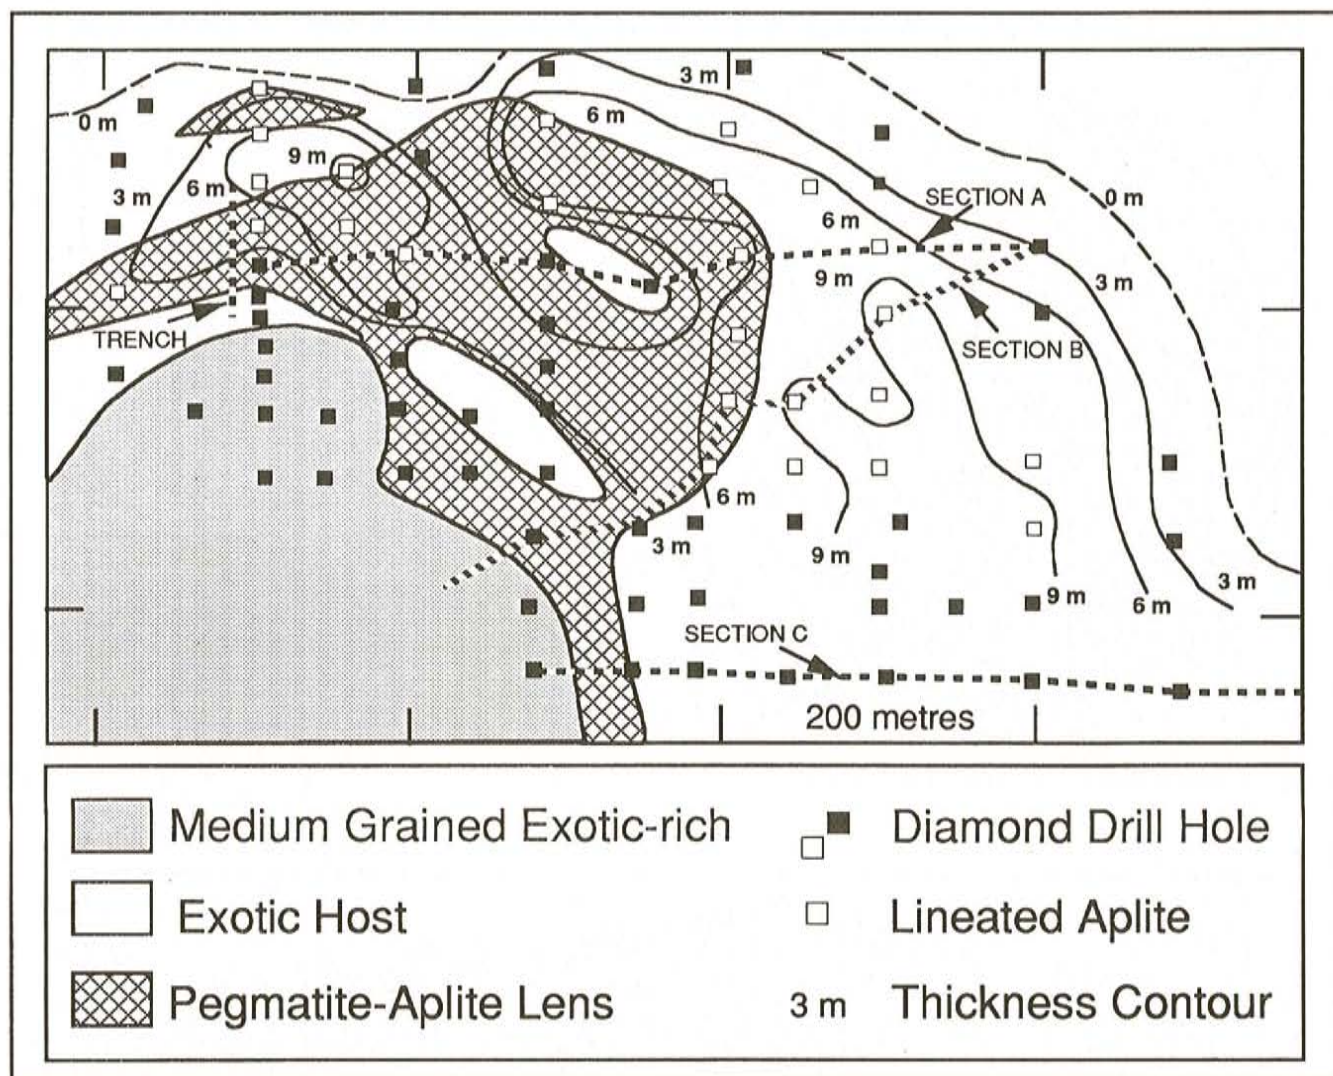 3 m
0 m
6 m
9 m
3 m
6 m
SECTION A
0 m
6 m
9 m
3 m
TRENCH
SECTION B
6 m
3 m
9 m
9 m
6 m
3 m
SECTION C
200 metres
Medium Grained Exotic-rich
Diamond Drill Hole
Exotic Host
Lineated Aplite
Pegmatite-Aplite Lens
3 m Thickness Contour